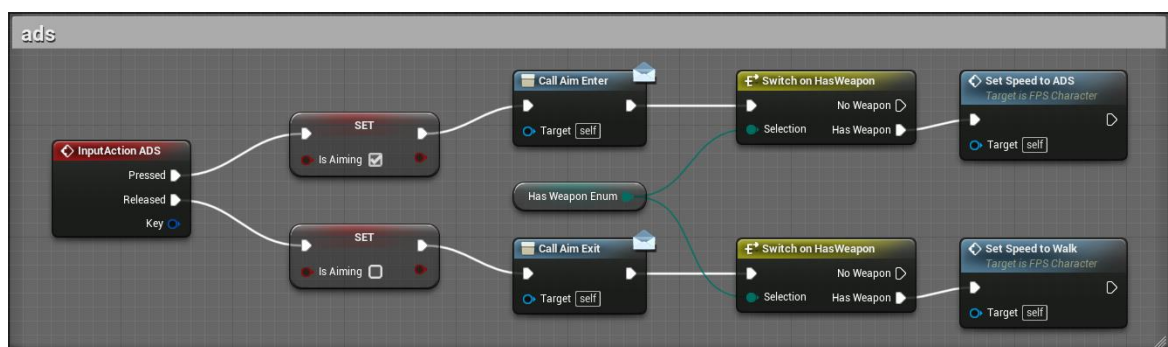 ads
InputAction ADS
Pressed
Released
Key
SET
Is Aiming
Call Aim Enter
Target self
Switch on HasWeapon
No Weapon
Selection Has Weapon
Set Speed to ADS
Target is FPS Character
Target self
Has Weapon Enum
SET
Is Aiming
Call Aim Exit
Target self
Switch on HasWeapon
No Weapon
Selection Has Weapon
Set Speed to Walk
Target is FPS Character
Target self